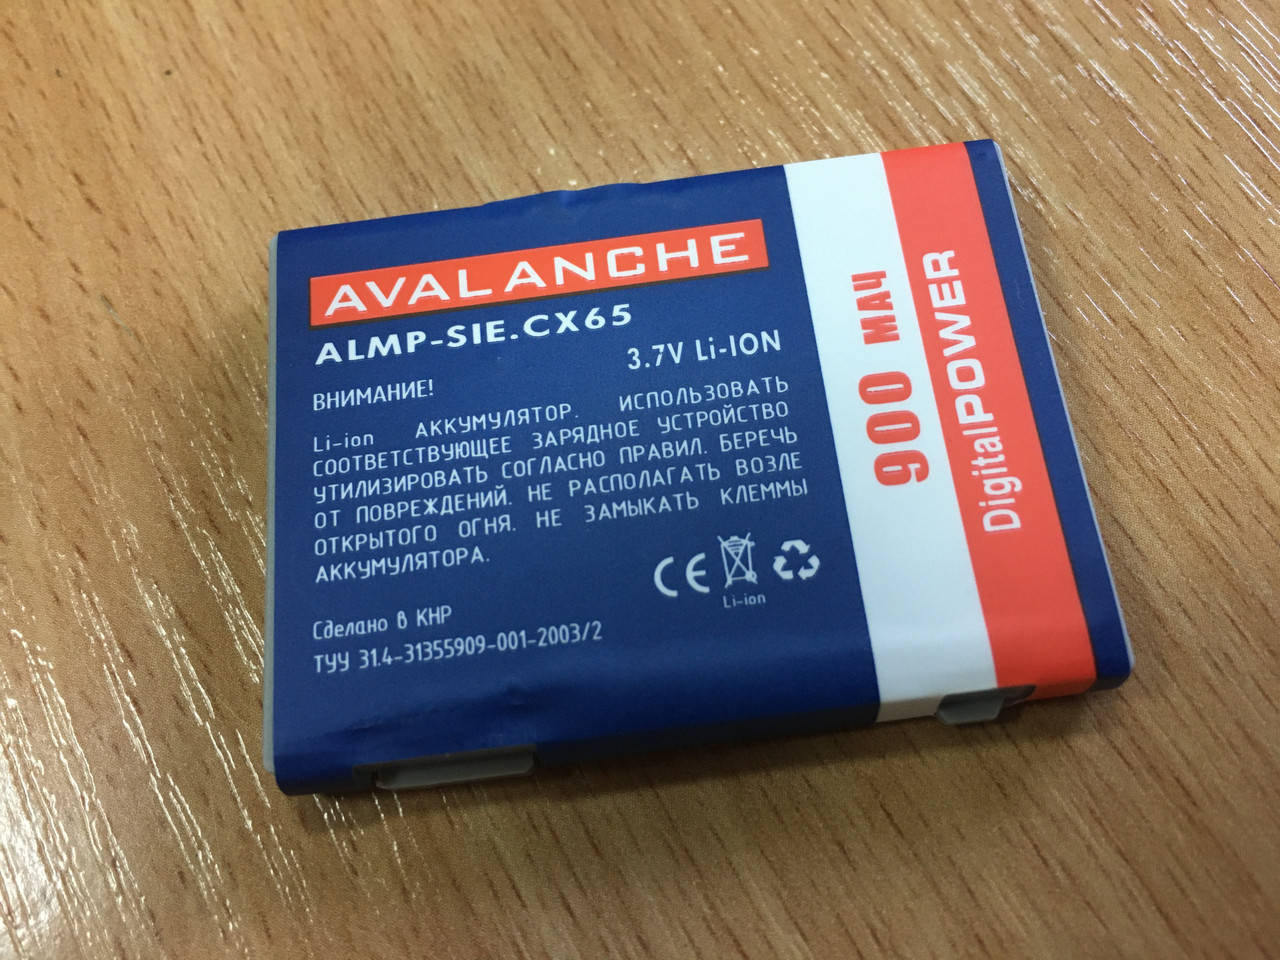 AVALANCHE
ALMP-SIE.CX65
3.7V Li-ION
ВНИМАНИЕ!
Li-ion АККУМУЛЯТОР. ИСПОЛЬЗОВАТЬ
СООТВЕТСТВУЮЩЕЕ ЗАРЯДНОЕ УСТРОЙСТВО
УТИЛИЗИРОВАТЬ СОГЛАСНО ПРАВИЛ. БЕРЕЧЬ
ОТ ПОВРЕЖДЕНИЙ. НЕ РАСПОЛАГАТЬ ВОЗЛЕ
ОТКРЫТОГО ОГНЯ. НЕ ЗАМЫКАТЬ КЛЕММЫ
АККУМУЛЯТОРА.
CE
Li-ion
Сделано в КНР
ТУУ 31.4-31355909-001-2003/2
900 МАЧ
DigitalPOWER